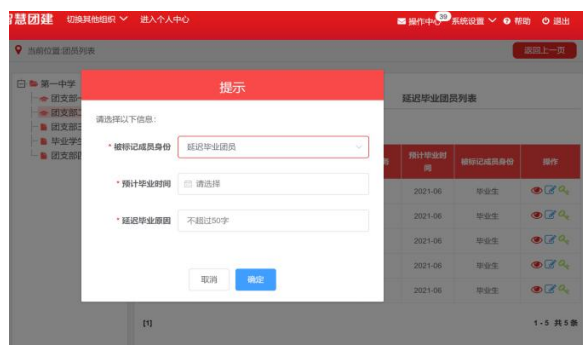 智慧团建 切换其他组织 进入个人中心 操作中心 39 系统设置 帮助 退出
当前位置:团员列表 返回上一页
第一中学
团支部
团支部
团支部
毕业学生
团支部
延迟毕业团员列表
提示
请选择以下信息:
* 被标记成员身份 延迟毕业团员
* 预计毕业时间 请选择
* 延迟毕业原因 不超过50字
取消 确定
预计毕业时间 被标记成员身份 操作
2021-06 毕业生
2021-06 毕业生
2021-06 毕业生
2021-06 毕业生
2021-06 毕业生
[1] 1 - 5 共 5 条